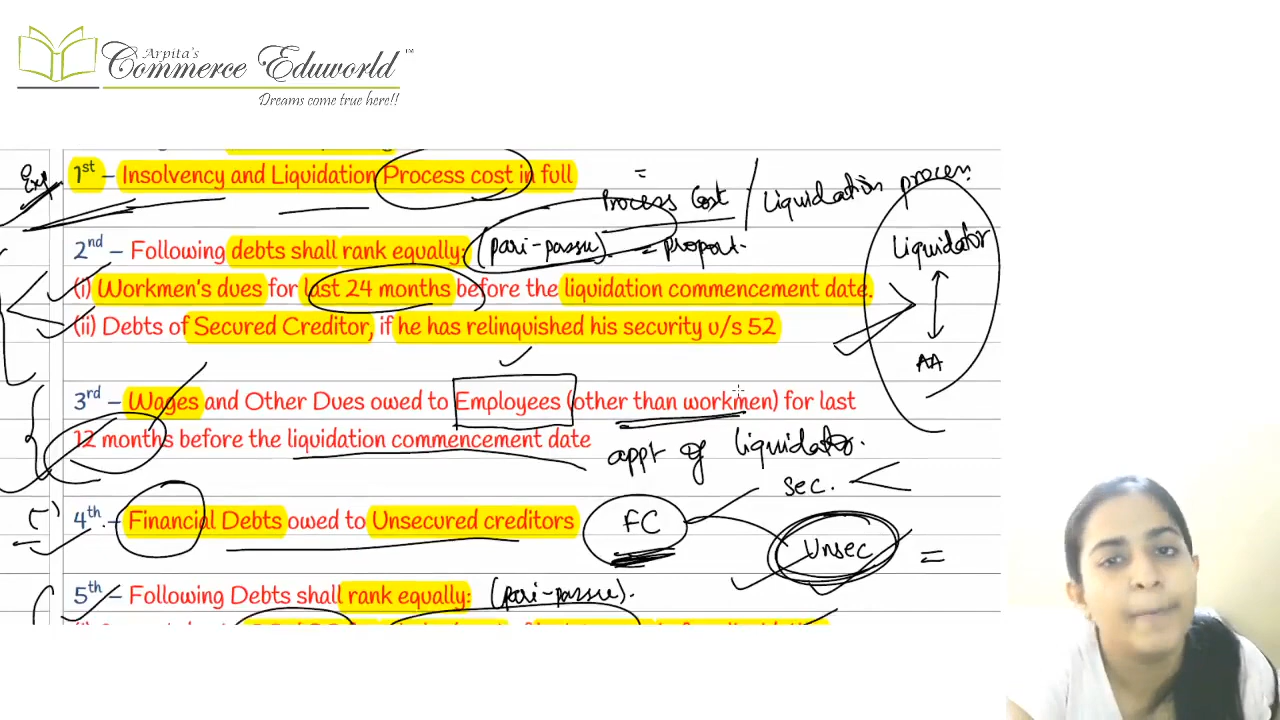 Arpita's
Commerce Eduworld™
Dreams come true here!!
1st – Insolvency and Liquidation Process cost in full
Exp.
= Process Cost / Liquidation process
2nd – Following debts shall rank equally: (pari-passu) = proport.
Liquidator
(i) Workmen's dues for last 24 months before the liquidation commencement date.
(ii) Debts of Secured Creditor, if he has relinquished his security u/s 52
AA
3rd – Wages and Other Dues owed to Employees (other than workmen) for last
12 months before the liquidation commencement date
appt of liquidator.
sec.
4th – Financial Debts owed to Unsecured creditors
FC
Unsec =
5th – Following Debts shall rank equally: (pari-passu).